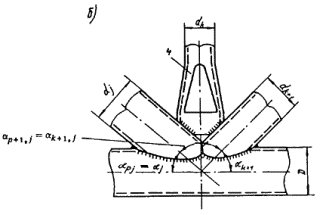 б)
d_k
4
d_j
d_{k+1}
α_{p+1,j} = α_{k+1,j}
α_{pj} = α_j
α_{k+1}
D